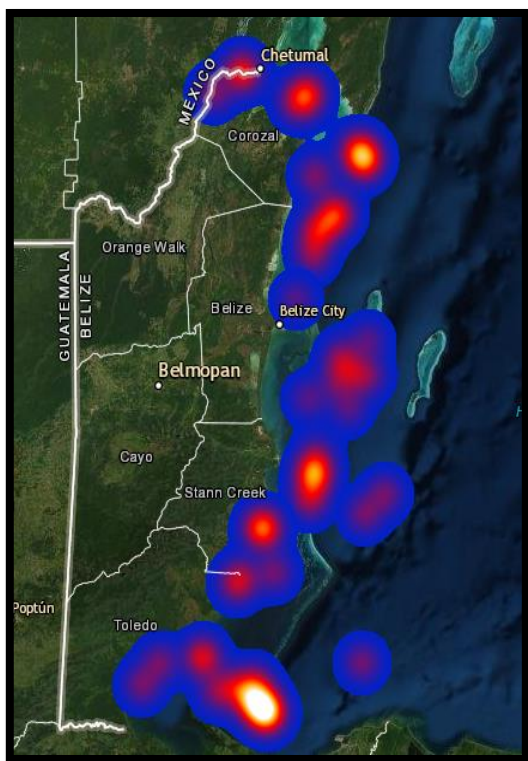 Chetumal
MEXICO
Corozal
Orange Walk
GUATEMALA
BELIZE
Belize
Belize City
Belmopan
Cayo
Stann Creek
Poptún
Toledo